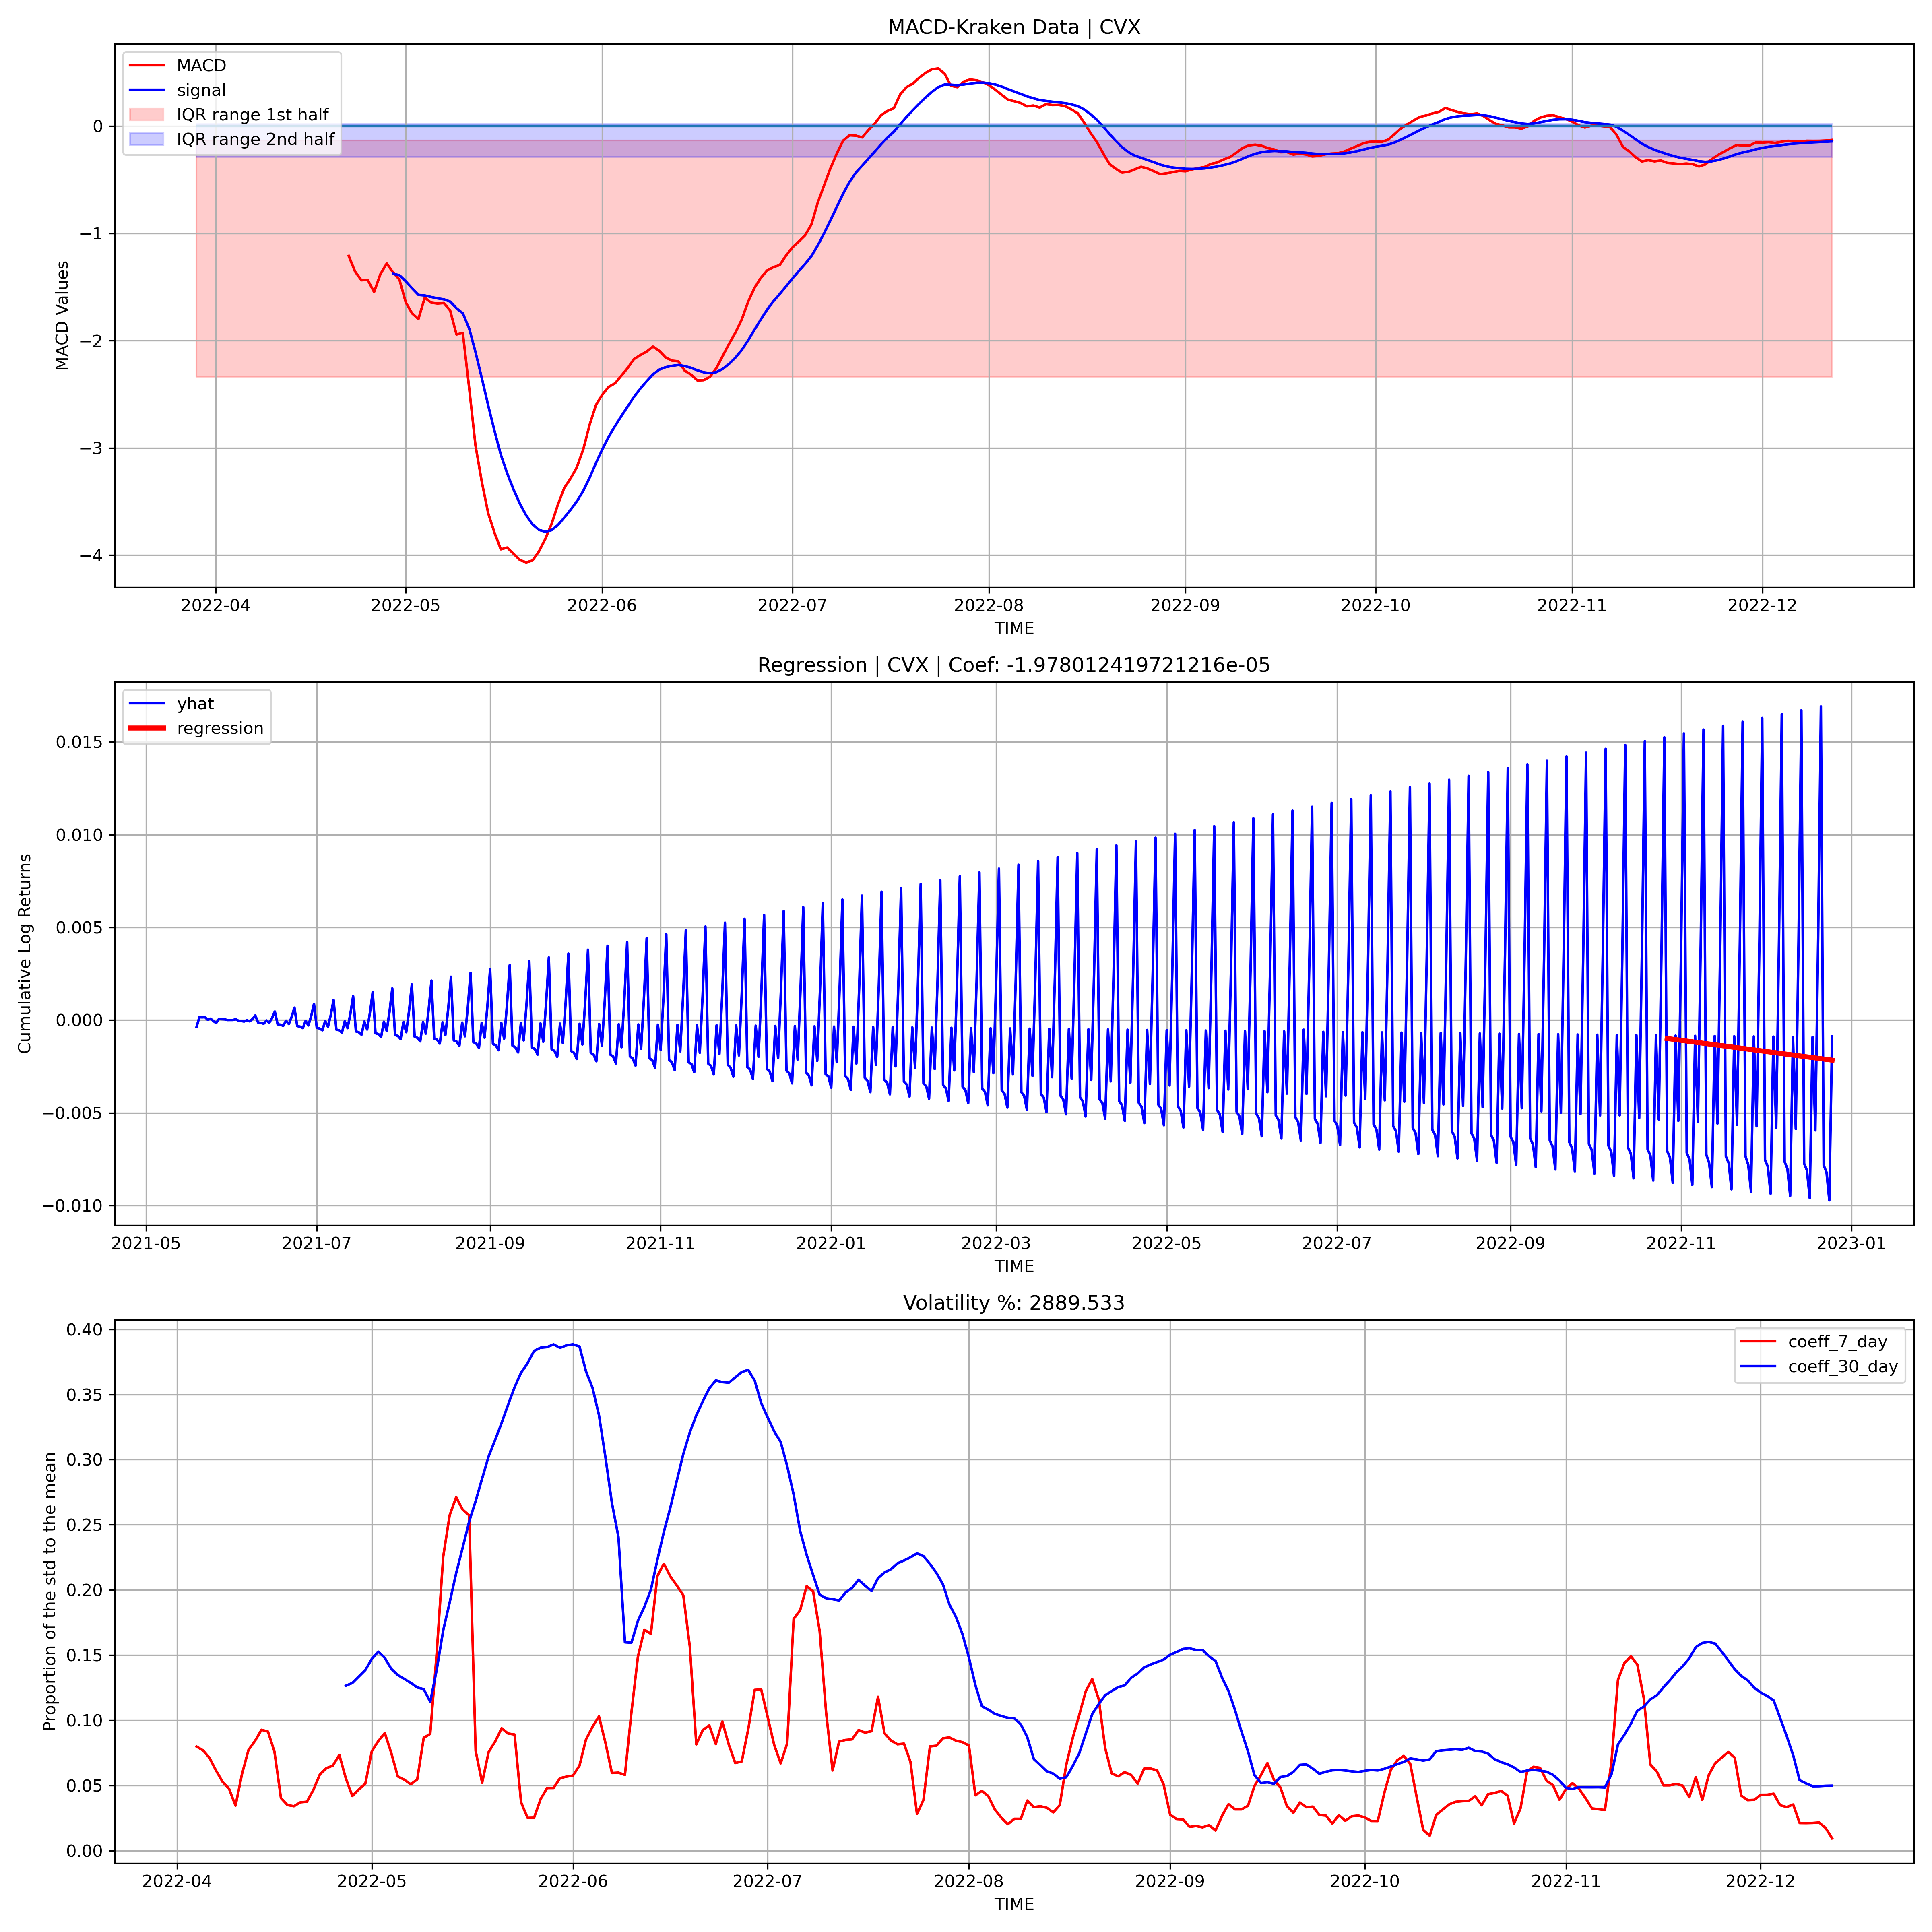 MACD-Kraken Data | CVX
MACD
signal
IQR range 1st half
IQR range 2nd half
MACD Values
0
−1
−2
−3
−4
2022-04
2022-05
2022-06
2022-07
2022-08
2022-09
2022-10
2022-11
2022-12
TIME
Regression | CVX | Coef: -1.978012419721216e-05
yhat
regression
Cumulative Log Returns
0.015
0.010
0.005
0.000
−0.005
−0.010
2021-05
2021-07
2021-09
2021-11
2022-01
2022-03
2022-05
2022-07
2022-09
2022-11
2023-01
TIME
Volatility %: 2889.533
coeff_7_day
coeff_30_day
Proportion of the std to the mean
0.40
0.35
0.30
0.25
0.20
0.15
0.10
0.05
0.00
2022-04
2022-05
2022-06
2022-07
2022-08
2022-09
2022-10
2022-11
2022-12
TIME